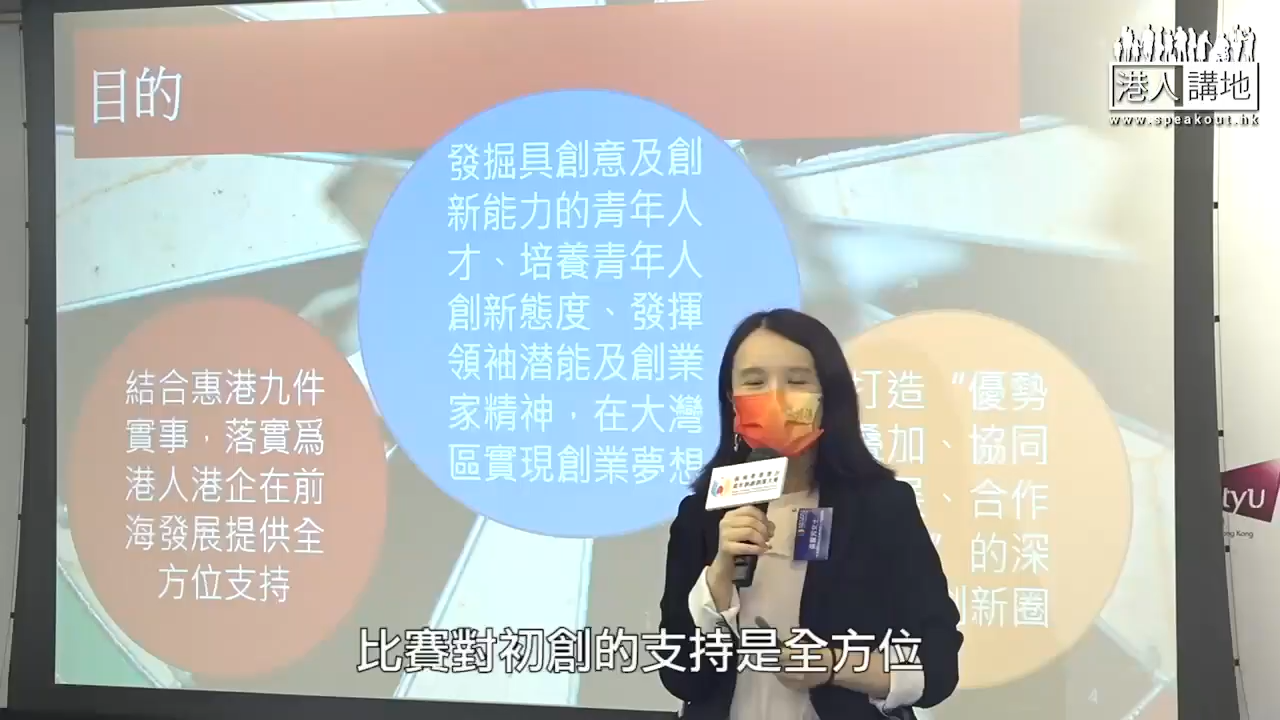 港人講地
www.speakout.hk
目的
發掘具創意及創
新能力的青年人
才、培養青年人
創新態度、發揮
領袖潛能及創業
家精神，在大灣
區實現創業夢想
結合惠港九件
實事，落實爲
港人港企在前
海發展提供全
方位支持
打造“優勢
疊加、協同
、合作
”的深
創新圈
tyU
ng Kong
4
比賽對初創的支持是全方位